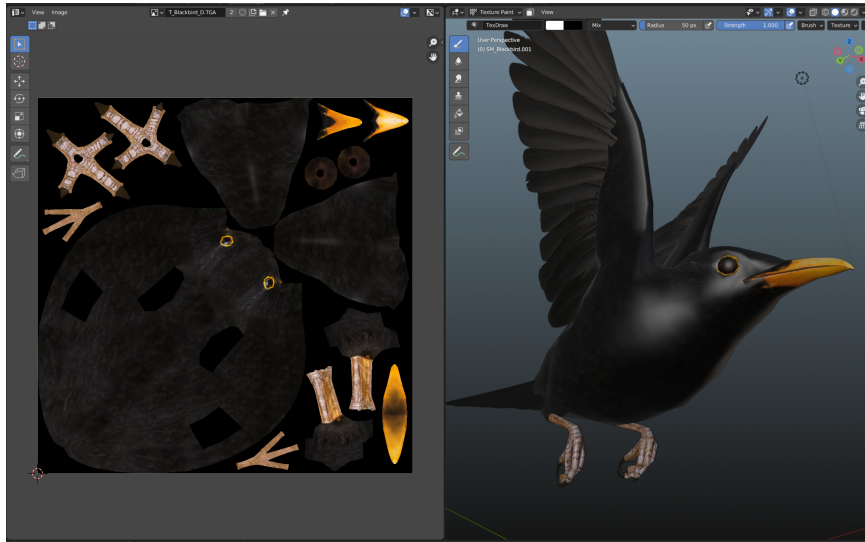 View Image T_Blackbird_D.TGA 2 Texture Paint View
TexDraw Mix Radius 50 px Strength 1.000 Brush Texture
User Perspective
(0) SM_Blackbird.001
Z
Y
X